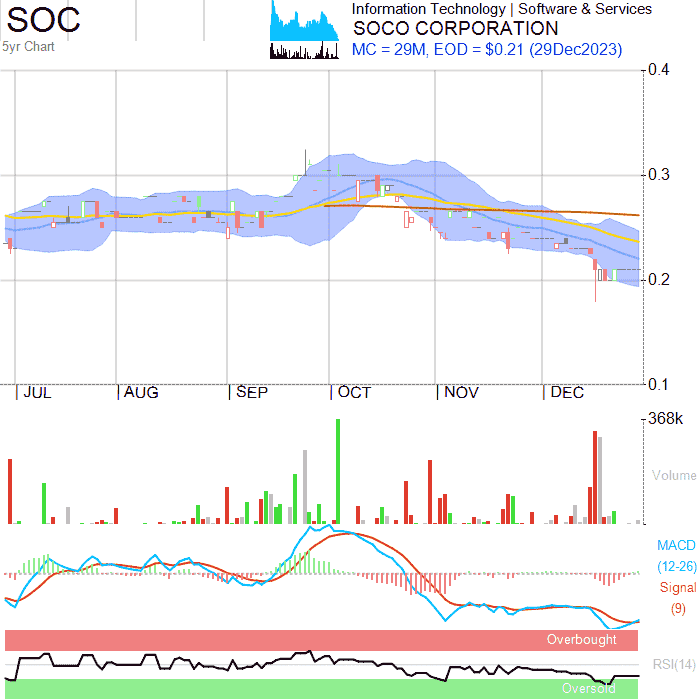 SOC
5yr Chart
Information Technology | Software & Services
SOCO CORPORATION
MC = 29M, EOD = $0.21 (29Dec2023)
0.4
0.3
0.2
0.1
JUL AUG SEP OCT NOV DEC
368k
Volume
MACD
(12-26)
Signal
(9)
Overbought
RSI(14)
Oversold